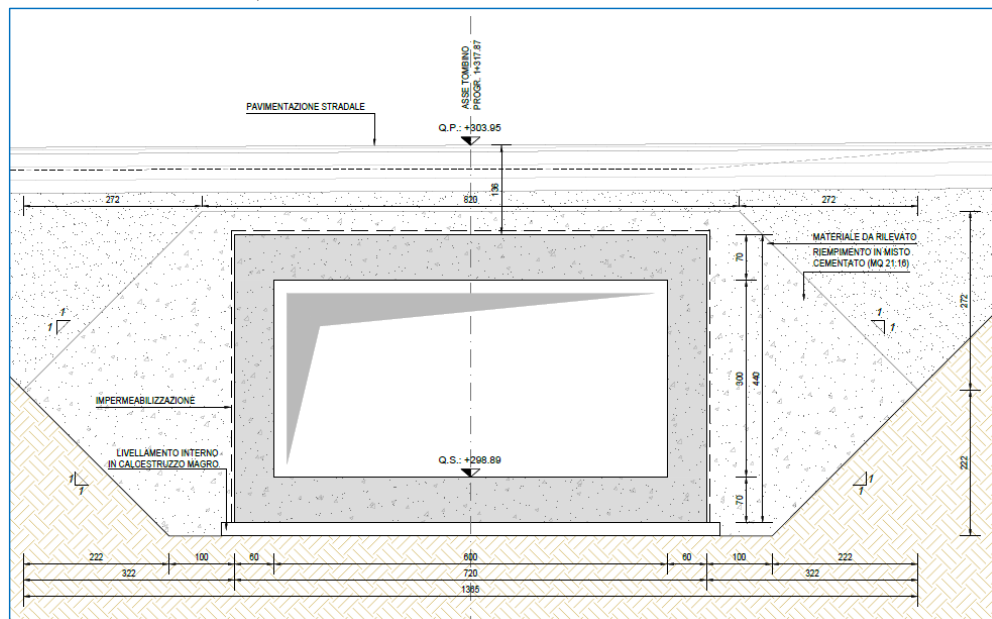 ASSE TOMBINO
PROGR. 1+317.87
PAVIMENTAZIONE STRADALE
Q.P.: +303.95
136
272
820
272
MATERIALE DA RILEVATO
RIEMPIMENTO IN MISTO
CEMENTATO (MQ 21:16)
70
272
1
1
1
1
300
440
IMPERMEABILIZZAZIONE
LIVELLAMENTO INTERNO
IN CALCESTRUZZO MAGRO
Q.S.: +298.89
1
1
1
1
70
222
222
100
60
600
60
100
222
322
720
322
1365